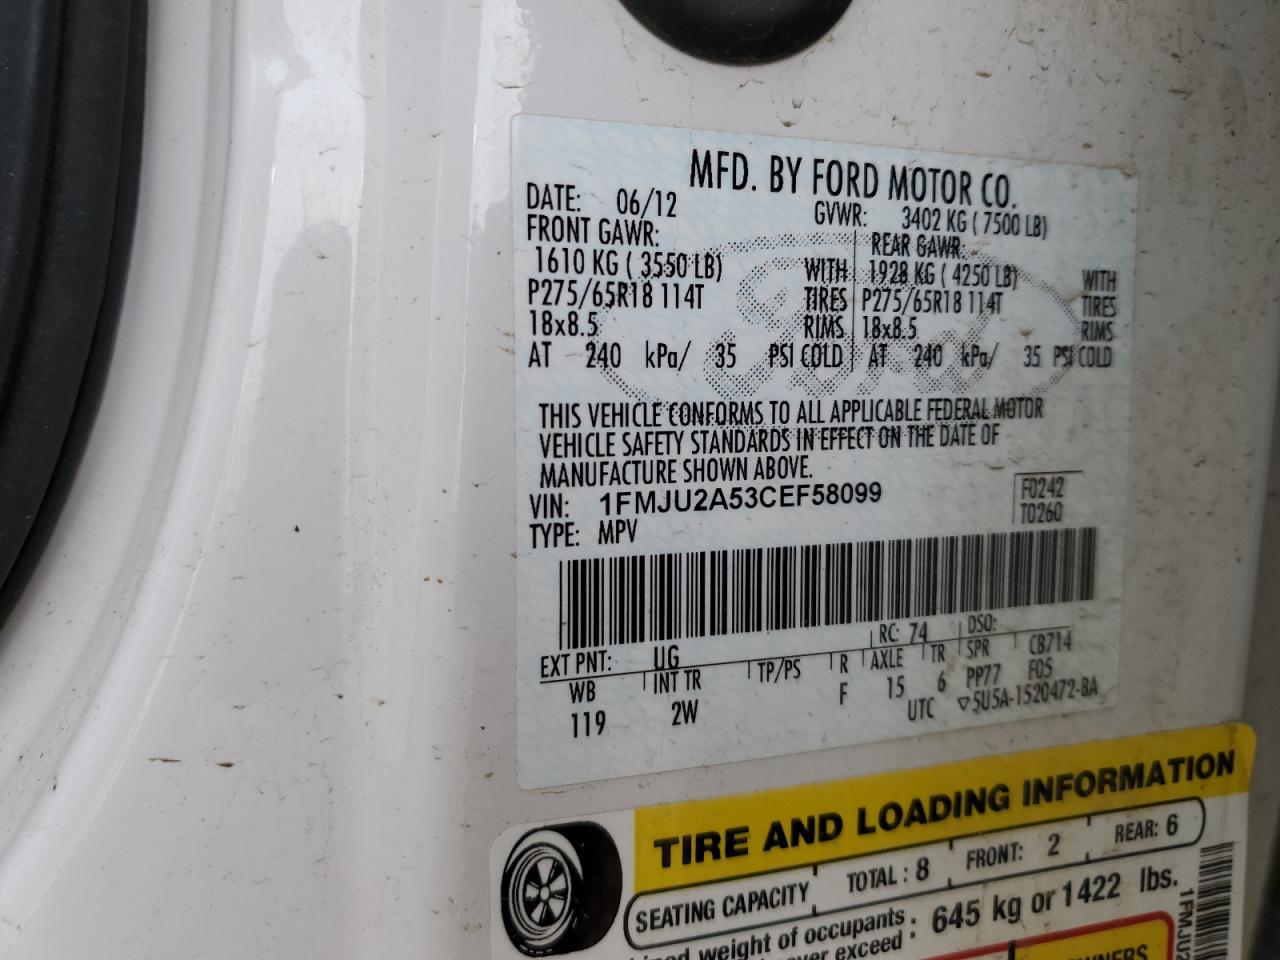 MFD. BY FORD MOTOR CO.
DATE: 06/12 GVWR: 3402 KG ( 7500 LB)
FRONT GAWR: REAR GAWR:
1610 KG ( 3550 LB) WITH 1928 KG ( 4250 LB) WITH
P275/65R18 114T TIRES P275/65R18 114T TIRES
18x8.5 RIMS 18x8.5 RIMS
AT 240 kPa/ 35 PSI COLD AT 240 kPa/ 35 PSI COLD
Ford
THIS VEHICLE CONFORMS TO ALL APPLICABLE FEDERAL MOTOR
VEHICLE SAFETY STANDARDS IN EFFECT ON THE DATE OF
MANUFACTURE SHOWN ABOVE.
VIN: 1FMJU2A53CEF58099 F0242
TYPE: MPV T0260
EXT PNT: UG RC: 74 DSO:
WB INT TR TP/PS R AXLE TR SPR CB714
119 2W F 15 6 PP77 F05
UTC ▽5U5A-1520472-BA
TIRE AND LOADING INFORMATION
SEATING CAPACITY TOTAL : 8 FRONT: 2 REAR: 6
weight of occupants : 645 kg or 1422 lbs.
exceed :
OWNERS
1FMJU2